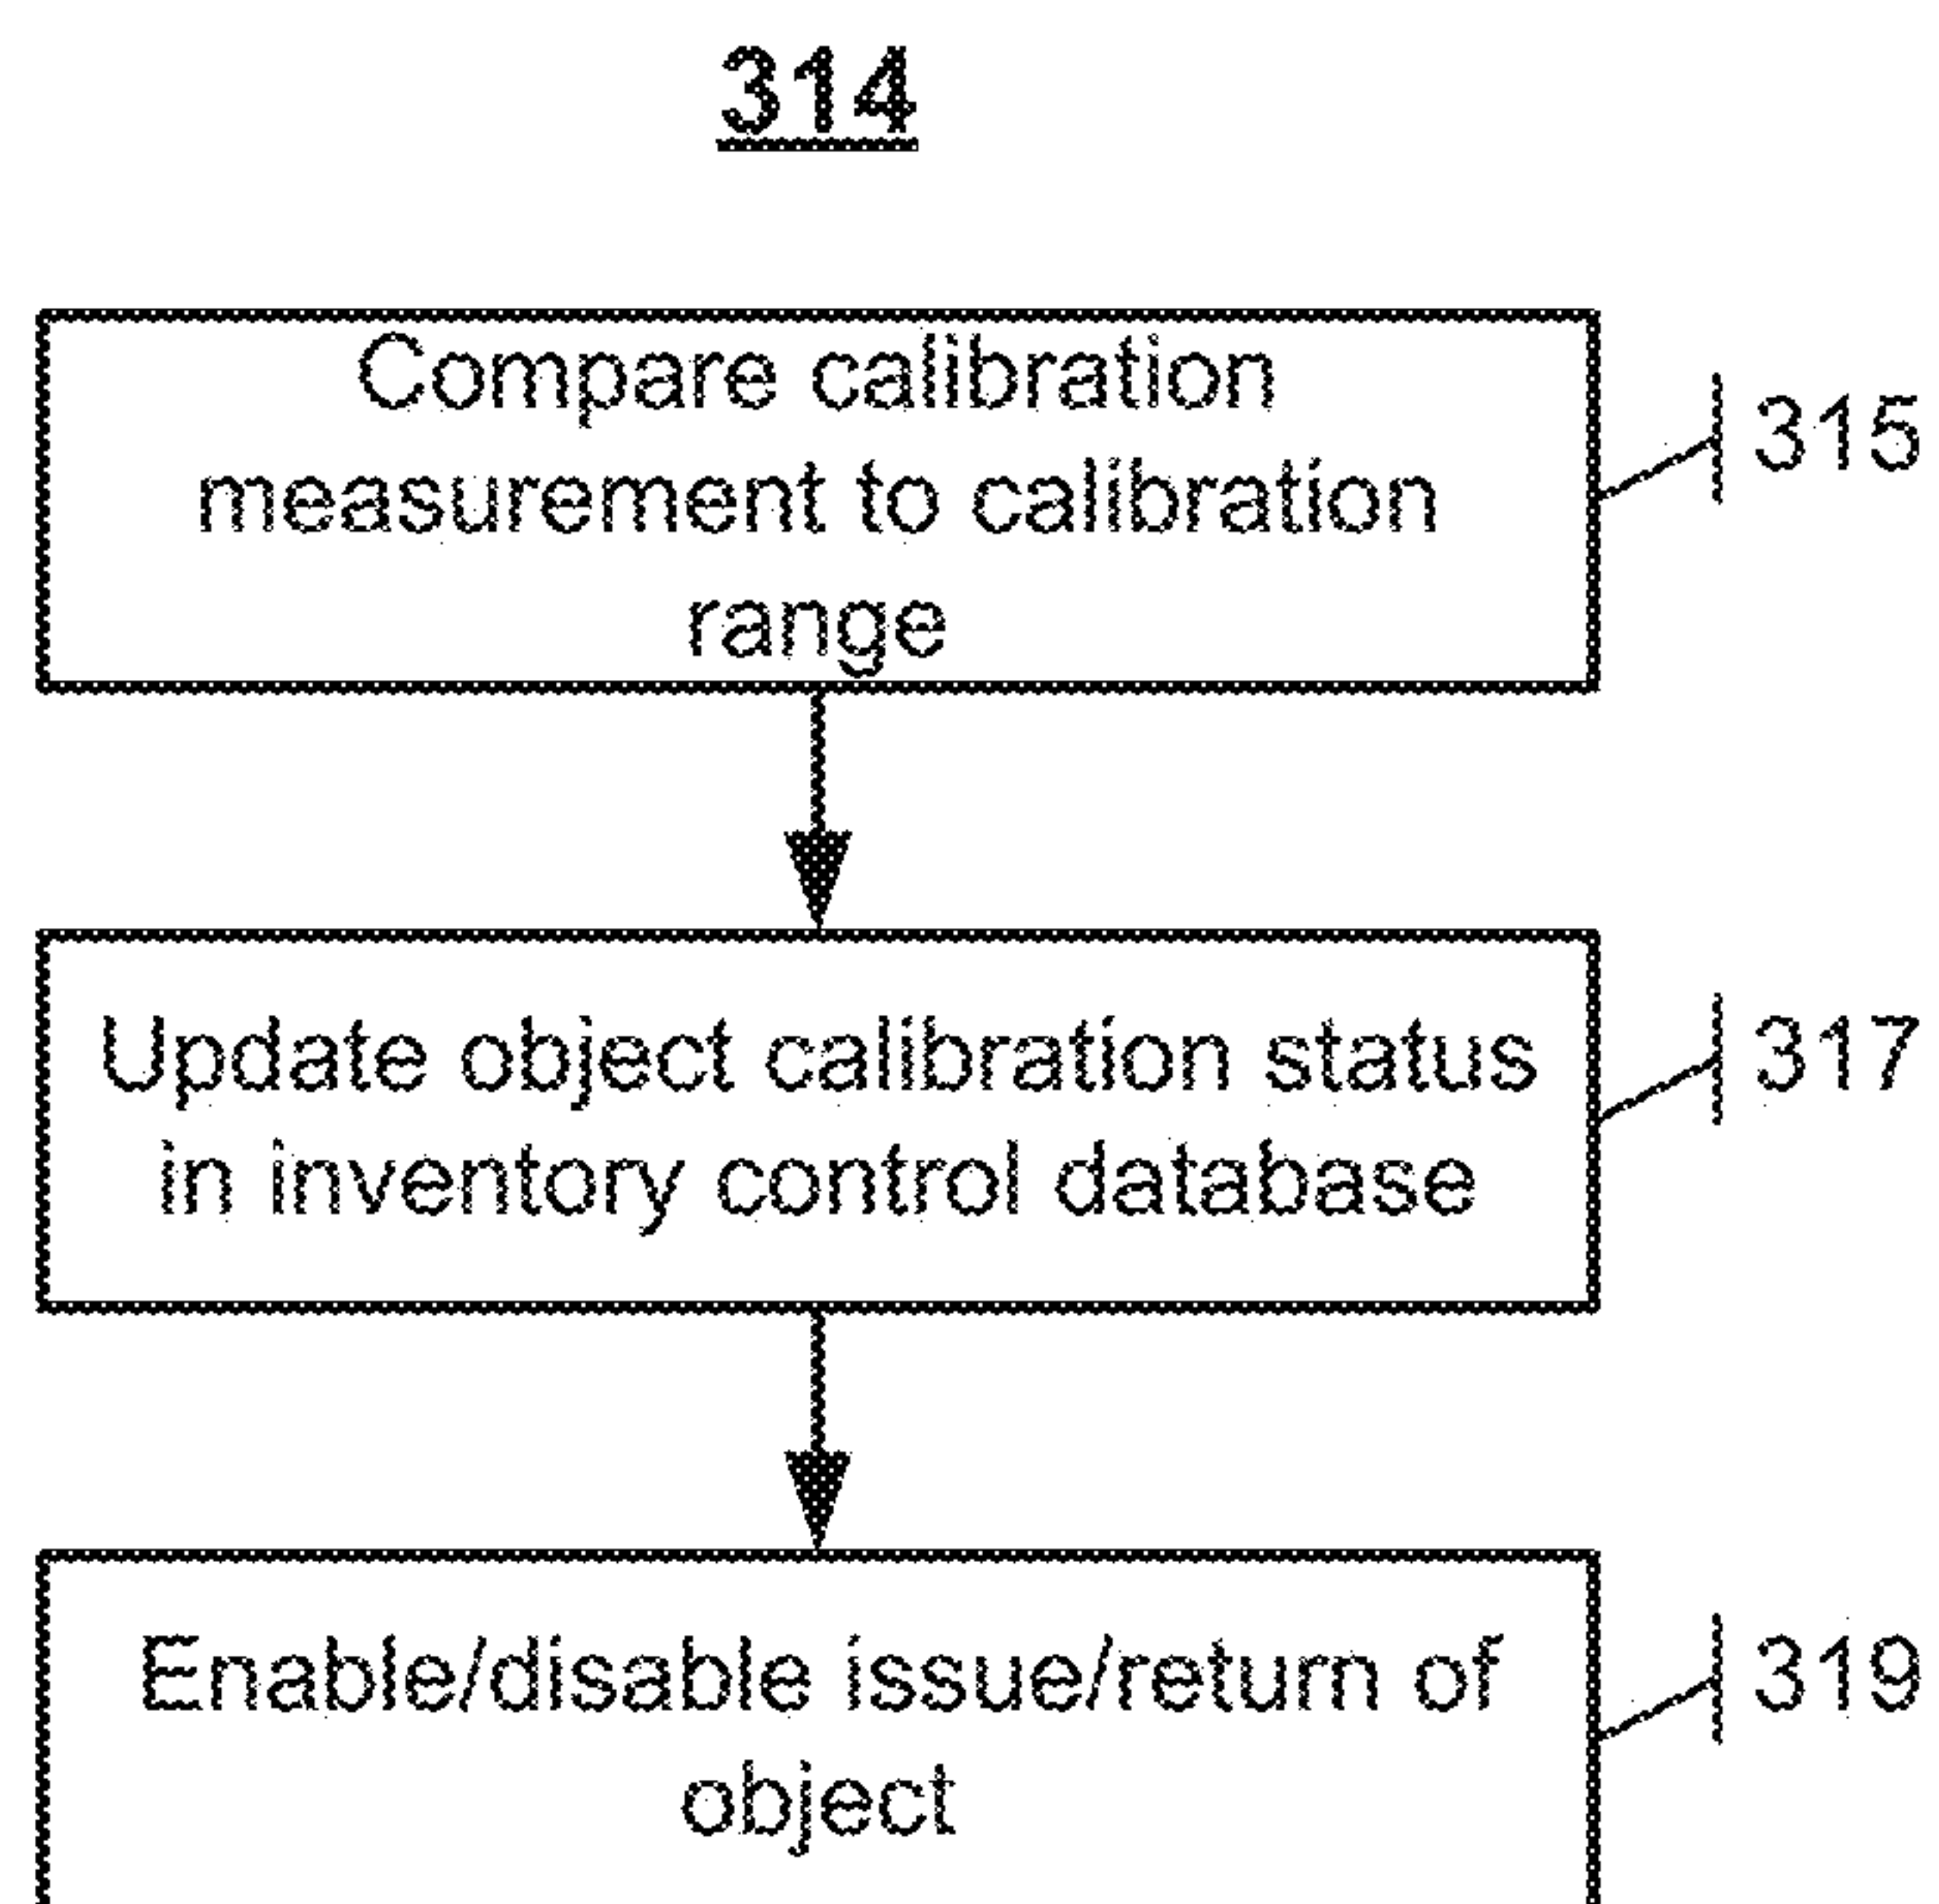 314
Compare calibration
measurement to calibration
range
315
Update object calibration status
in inventory control database
317
Enable/disable issue/return of
object
319